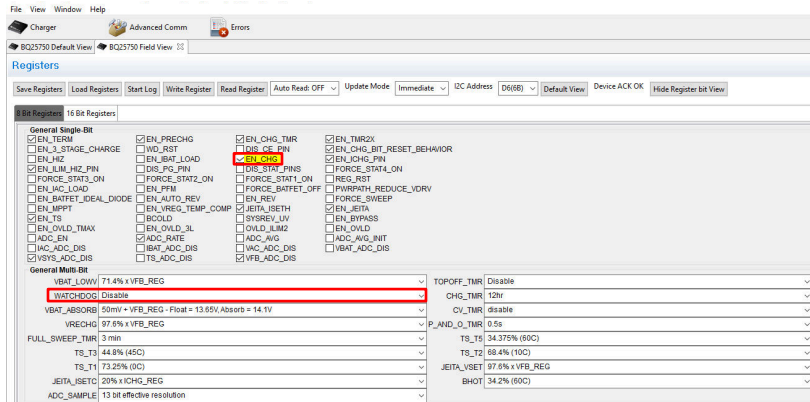 File View Window Help
Charger Advanced Comm Errors
BQ25750 Default View BQ25750 Field View
Registers
Save Registers Load Registers Start Log Write Register Read Register Auto Read: OFF Update Mode Immediate I2C Address D6(6B) Default View Device ACK OK Hide Register bit View
8 Bit Registers 16 Bit Registers
General Single-Bit
EN_TERM EN_PRECHG EN_CHG_TMR EN_TMR2X
EN_3_STAGE_CHARGE WD_RST DIS_CE_PIN EN_CHG_BIT_RESET_BEHAVIOR
EN_HIZ EN_IBAT_LOAD EN_CHG EN_ICHG_PIN
EN_ILIM_HIZ_PIN DIS_PG_PIN DIS_STAT_PINS FORCE_STAT4_ON
FORCE_STAT3_ON FORCE_STAT2_ON FORCE_STAT1_ON REG_RST
EN_IAC_LOAD EN_PFM FORCE_BATFET_OFF PWRPATH_REDUCE_VDRV
EN_BATFET_IDEAL_DIODE EN_AUTO_REV EN_REV FORCE_SWEEP
EN_MPPT EN_VREG_TEMP_COMP JEITA_ISETH EN_JEITA
EN_TS BCOLD SYSREV_UV EN_BYPASS
EN_OVLD_TMAX EN_OVLD_3L OVLD_ILIM2 EN_OVLD
ADC_EN ADC_RATE ADC_AVG ADC_AVG_INIT
IAC_ADC_DIS IBAT_ADC_DIS VAC_ADC_DIS VBAT_ADC_DIS
VSYS_ADC_DIS TS_ADC_DIS VFB_ADC_DIS
General Multi-Bit
VBAT_LOWV 71.4% x VFB_REG TOPOFF_TMR Disable
WATCHDOG Disable CHG_TMR 12hr
VBAT_ABSORB 50mV + VFB_REG - Float = 13.65V, Absorb = 14.1V CV_TMR disable
VRECHG 97.6% x VFB_REG P_AND_O_TMR 0.5s
FULL_SWEEP_TMR 3 min TS_T5 34.375% (60C)
TS_T3 44.8% (45C) TS_T2 68.4% (10C)
TS_T1 73.25% (0C) JEITA_VSET 97.6% x VFB_REG
JEITA_ISETC 20% x ICHG_REG BHOT 34.2% (60C)
ADC_SAMPLE 13 bit effective resolution